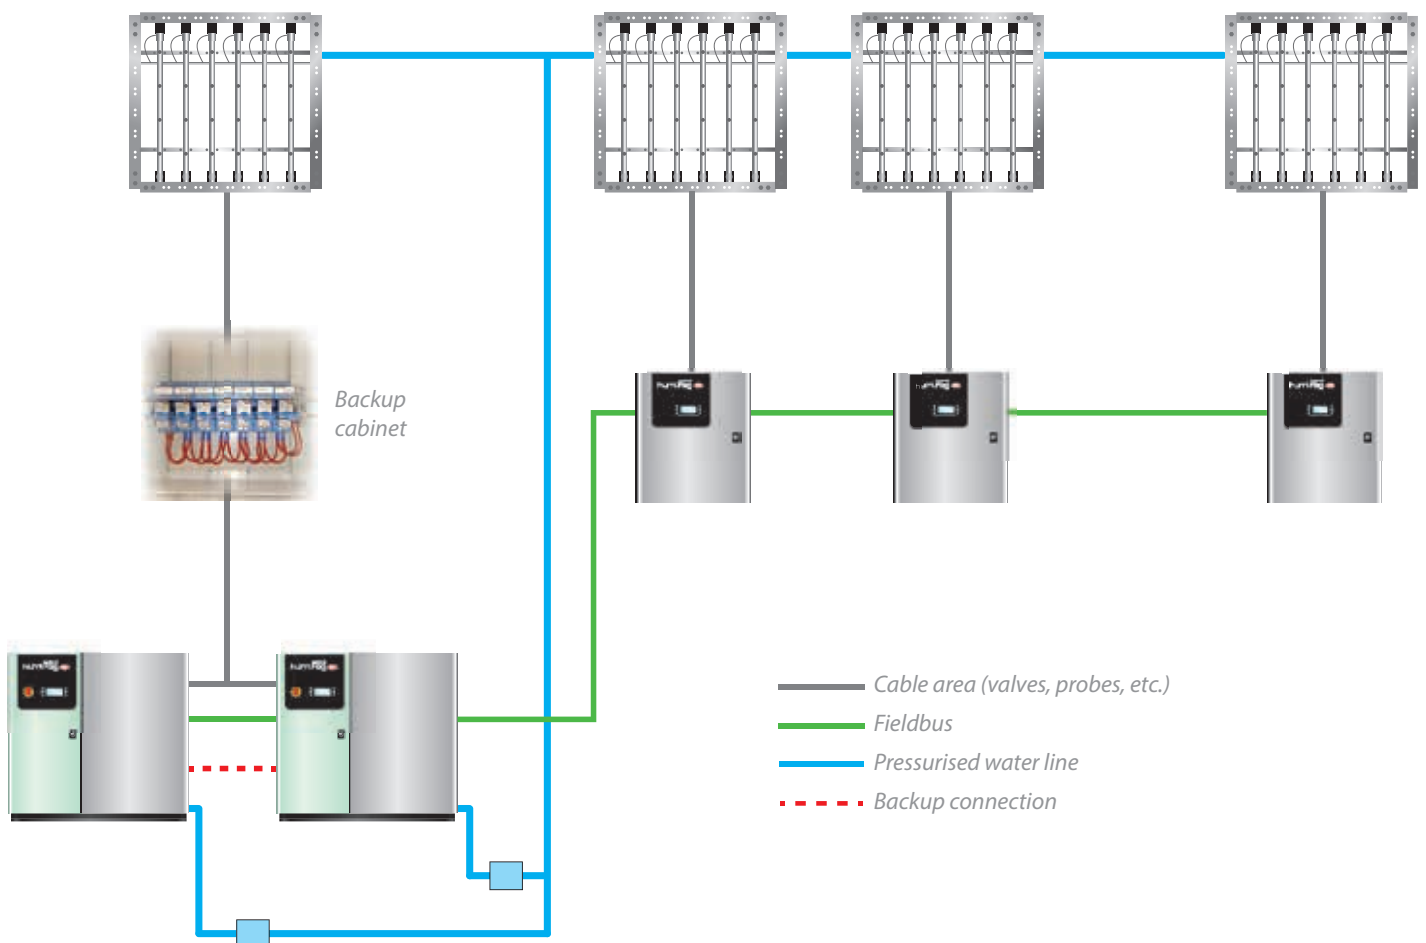 Backup
cabinet
Cable area (valves, probes, etc.)
Fieldbus
Pressurised water line
Backup connection